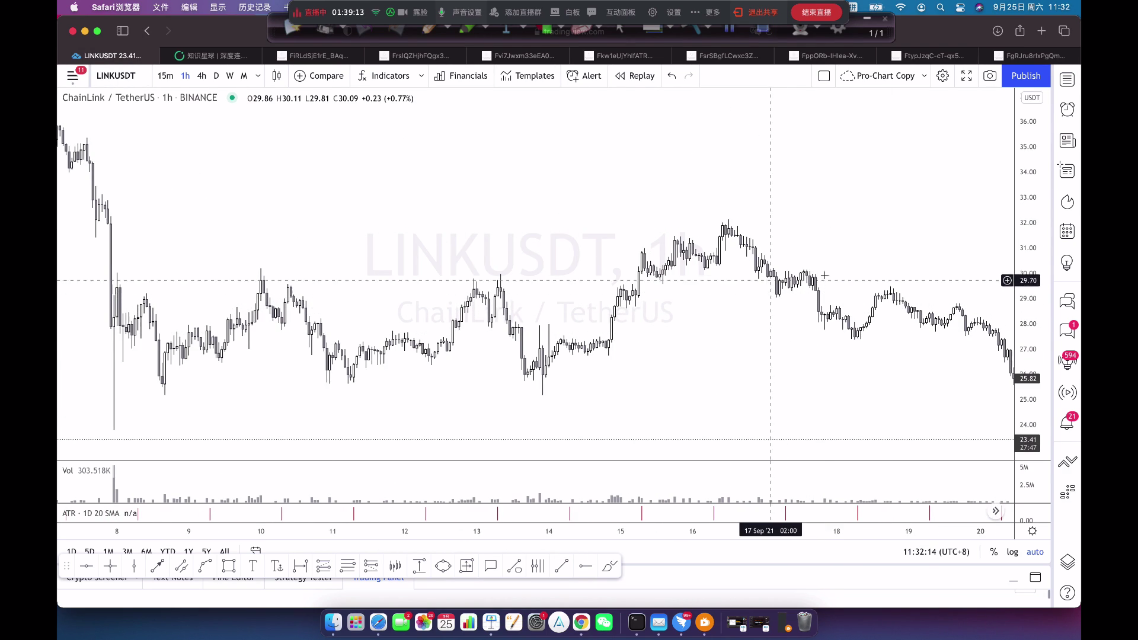 Safari浏览器 文件 编辑 显示 历史记录
直播中 01:39:13 露脸 声音设置 追加直播群 互动面板 白板 设置 更多 退出共享 結束直播
9月25日 周六 11:32
1/1
LINKUSDT 23.41... 知识星球 | 深度连...
11 LINKUSDT 15m 1h 4h D W M Compare Indicators Financials Templates Alert Replay Pro-Chart Copy Publish
ChainLink / TetherUS · 1h · BINANCE O29.86 H30.11 L29.81 C30.09 +0.23 (+0.77%)
USDT
36.00
35.00
34.00
33.00
32.00
31.00
LINKUSDT, 1h
ChainLink / TetherUS
30.00
29.70
29.00
28.00
27.00
25.82
25.00
24.00
23.41
27:47
Vol 303.518K
5M
2.5M
ATR · 1D 20 SMA n/a
0.00
8 9 10 11 12 13 14 15 16 17 Sep '21 02:00 18 19 20
1D 5D 1M 3M 6M YTD 1Y 5Y All
11:32:14 (UTC+8) % log auto
Crypto Screener Text Notes Pine Editor Strategy Tester Trading Panel
1
594
21
25